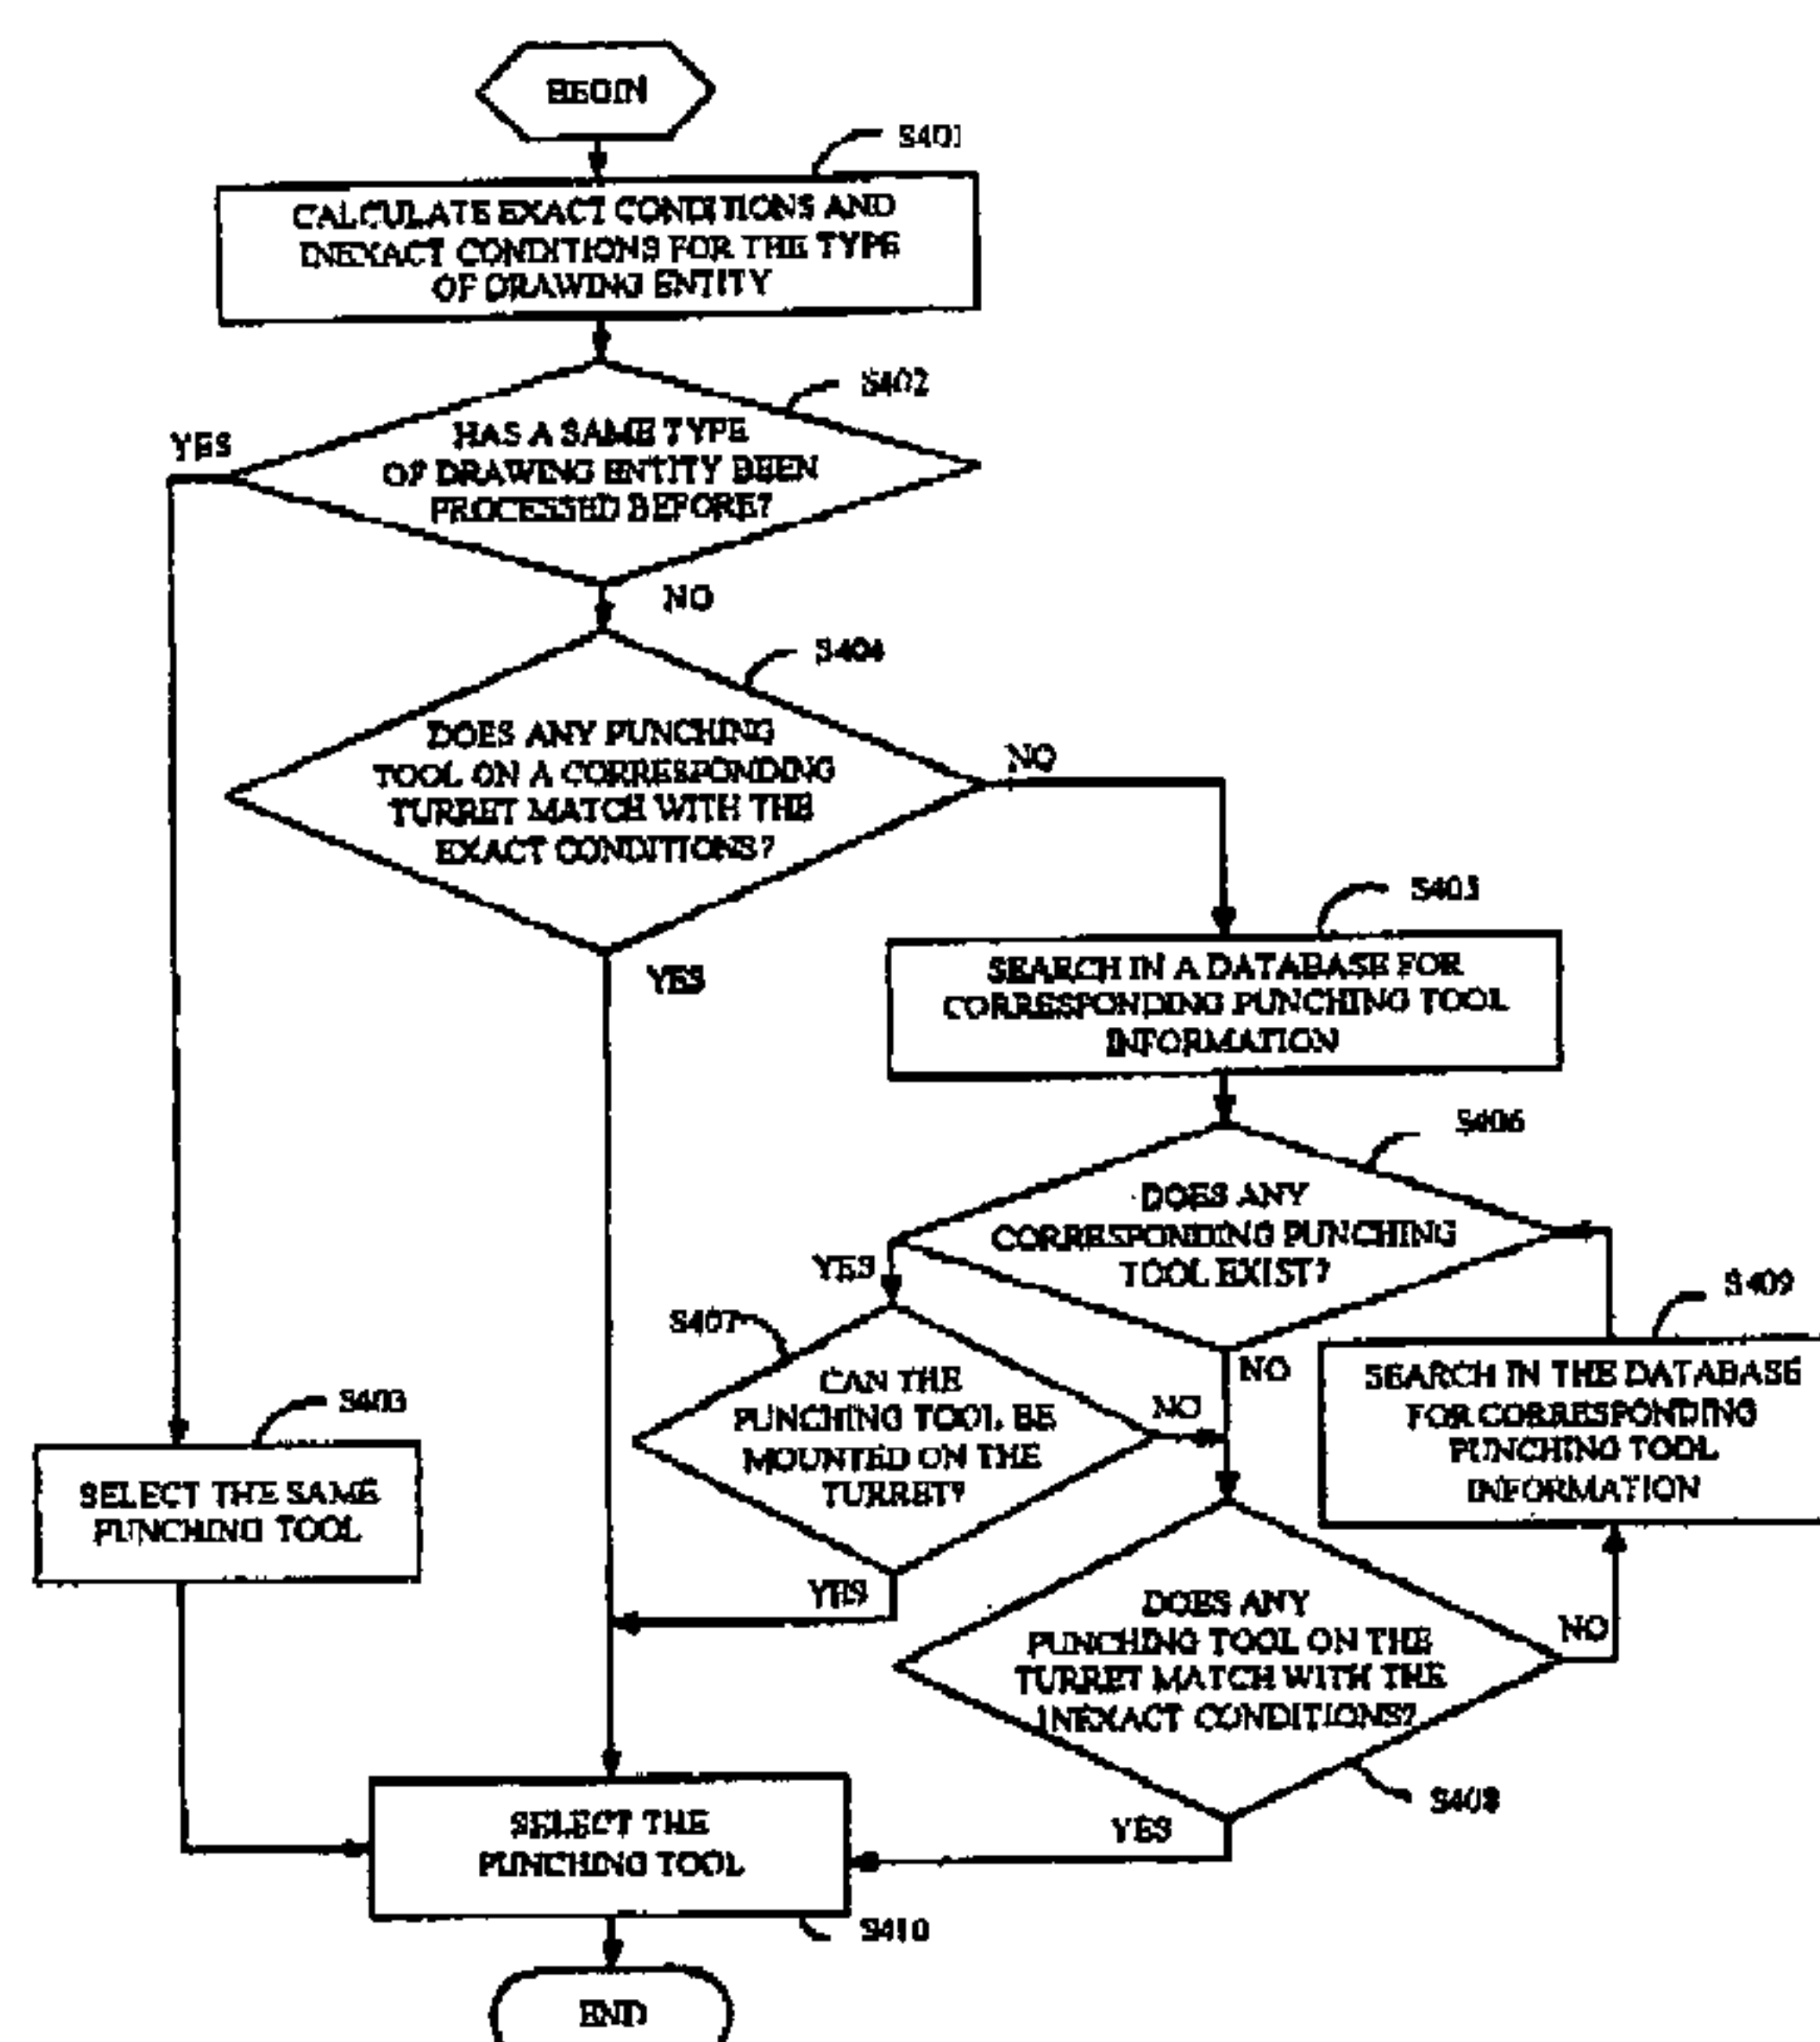 BEGIN
S401
CALCULATE EXACT CONDITIONS AND
INEXACT CONDITIONS FOR THE TYPE
OF DRAWING ENTITY
S402
HAS A SAME TYPE
OF DRAWING ENTITY BEEN
PROCESSED BEFORE?
YES
NO
S404
DOES ANY PUNCHING
TOOL ON A CORRESPONDING
TURRET MATCH WITH THE
EXACT CONDITIONS?
NO
YES
S405
SEARCH IN A DATABASE FOR
CORRESPONDING PUNCHING TOOL
INFORMATION
S406
DOES ANY
CORRESPONDING PUNCHING
TOOL EXIST?
YES
NO
S409
SEARCH IN THE DATABASE
FOR CORRESPONDING
PUNCHING TOOL
INFORMATION
S407
CAN THE
PUNCHING TOOL BE
MOUNTED ON THE
TURRET?
NO
YES
S403
SELECT THE SAME
PUNCHING TOOL
DOES ANY
PUNCHING TOOL ON THE
TURRET MATCH WITH THE
INEXACT CONDITIONS?
NO
S408
YES
SELECT THE
PUNCHING TOOL
S410
END